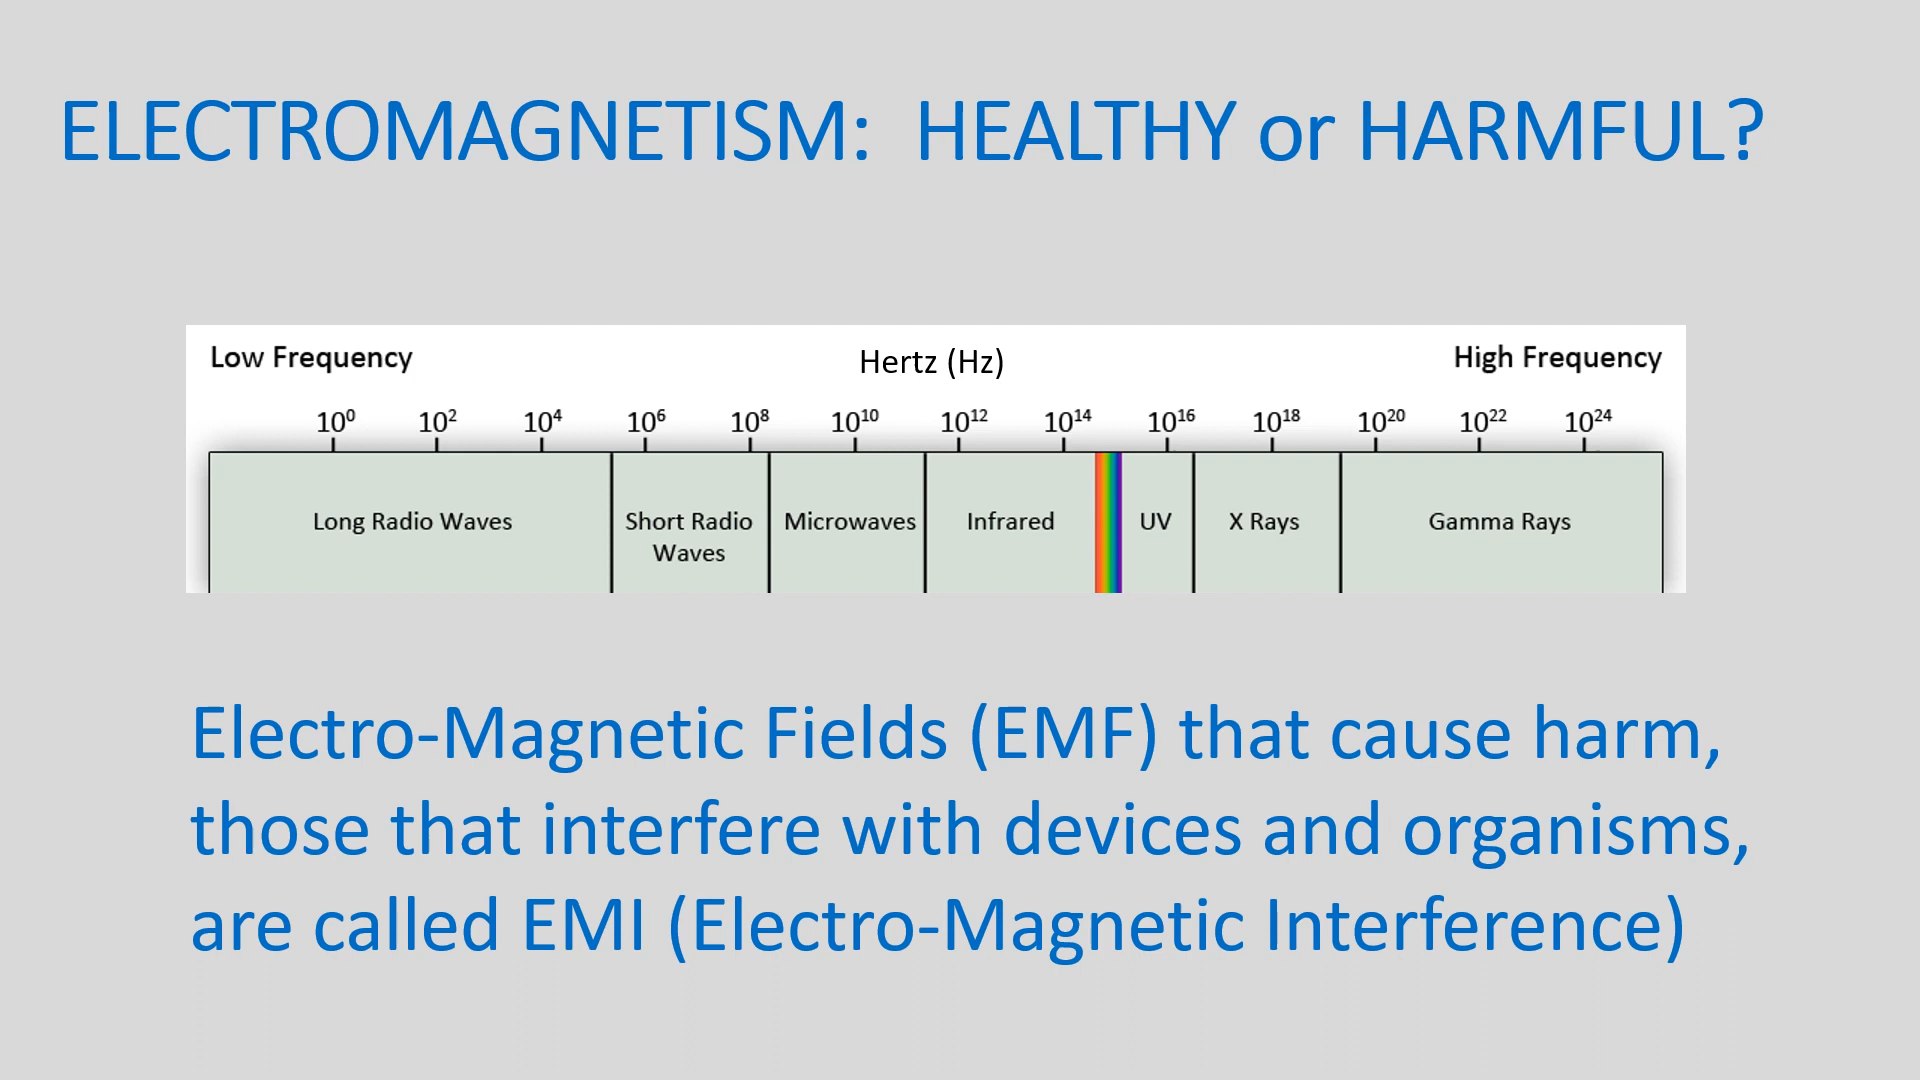 ELECTROMAGNETISM:  HEALTHY or HARMFUL?
Low Frequency Hertz (Hz) High Frequency
10⁰ 10² 10⁴ 10⁶ 10⁸ 10¹⁰ 10¹² 10¹⁴ 10¹⁶ 10¹⁸ 10²⁰ 10²² 10²⁴
Long Radio Waves Short Radio Microwaves Infrared UV X Rays Gamma Rays
Waves
Electro-Magnetic Fields (EMF) that cause harm,
those that interfere with devices and organisms,
are called EMI (Electro-Magnetic Interference)